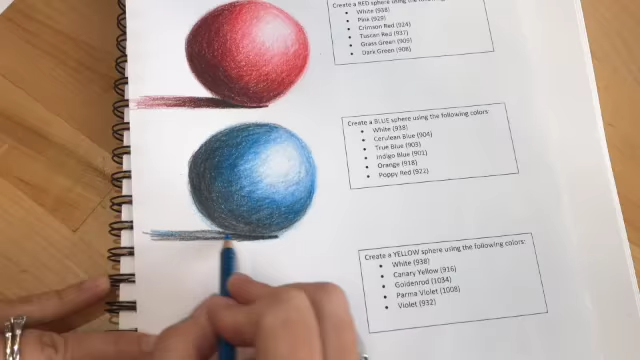 Create a RED sphere using the following
White (938)
Pink (929)
Crimson Red (924)
Tuscan Red (937)
Grass Green (909)
Dark Green (908)
Create a BLUE sphere using the following colors:
White (938)
Cerulean Blue (904)
True Blue (903)
Indigo Blue (901)
Orange (918)
Poppy Red (922)
Create a YELLOW sphere using the following colors:
White (938)
Canary Yellow (916)
Goldenrod (1034)
Parma Violet (1008)
Violet (932)